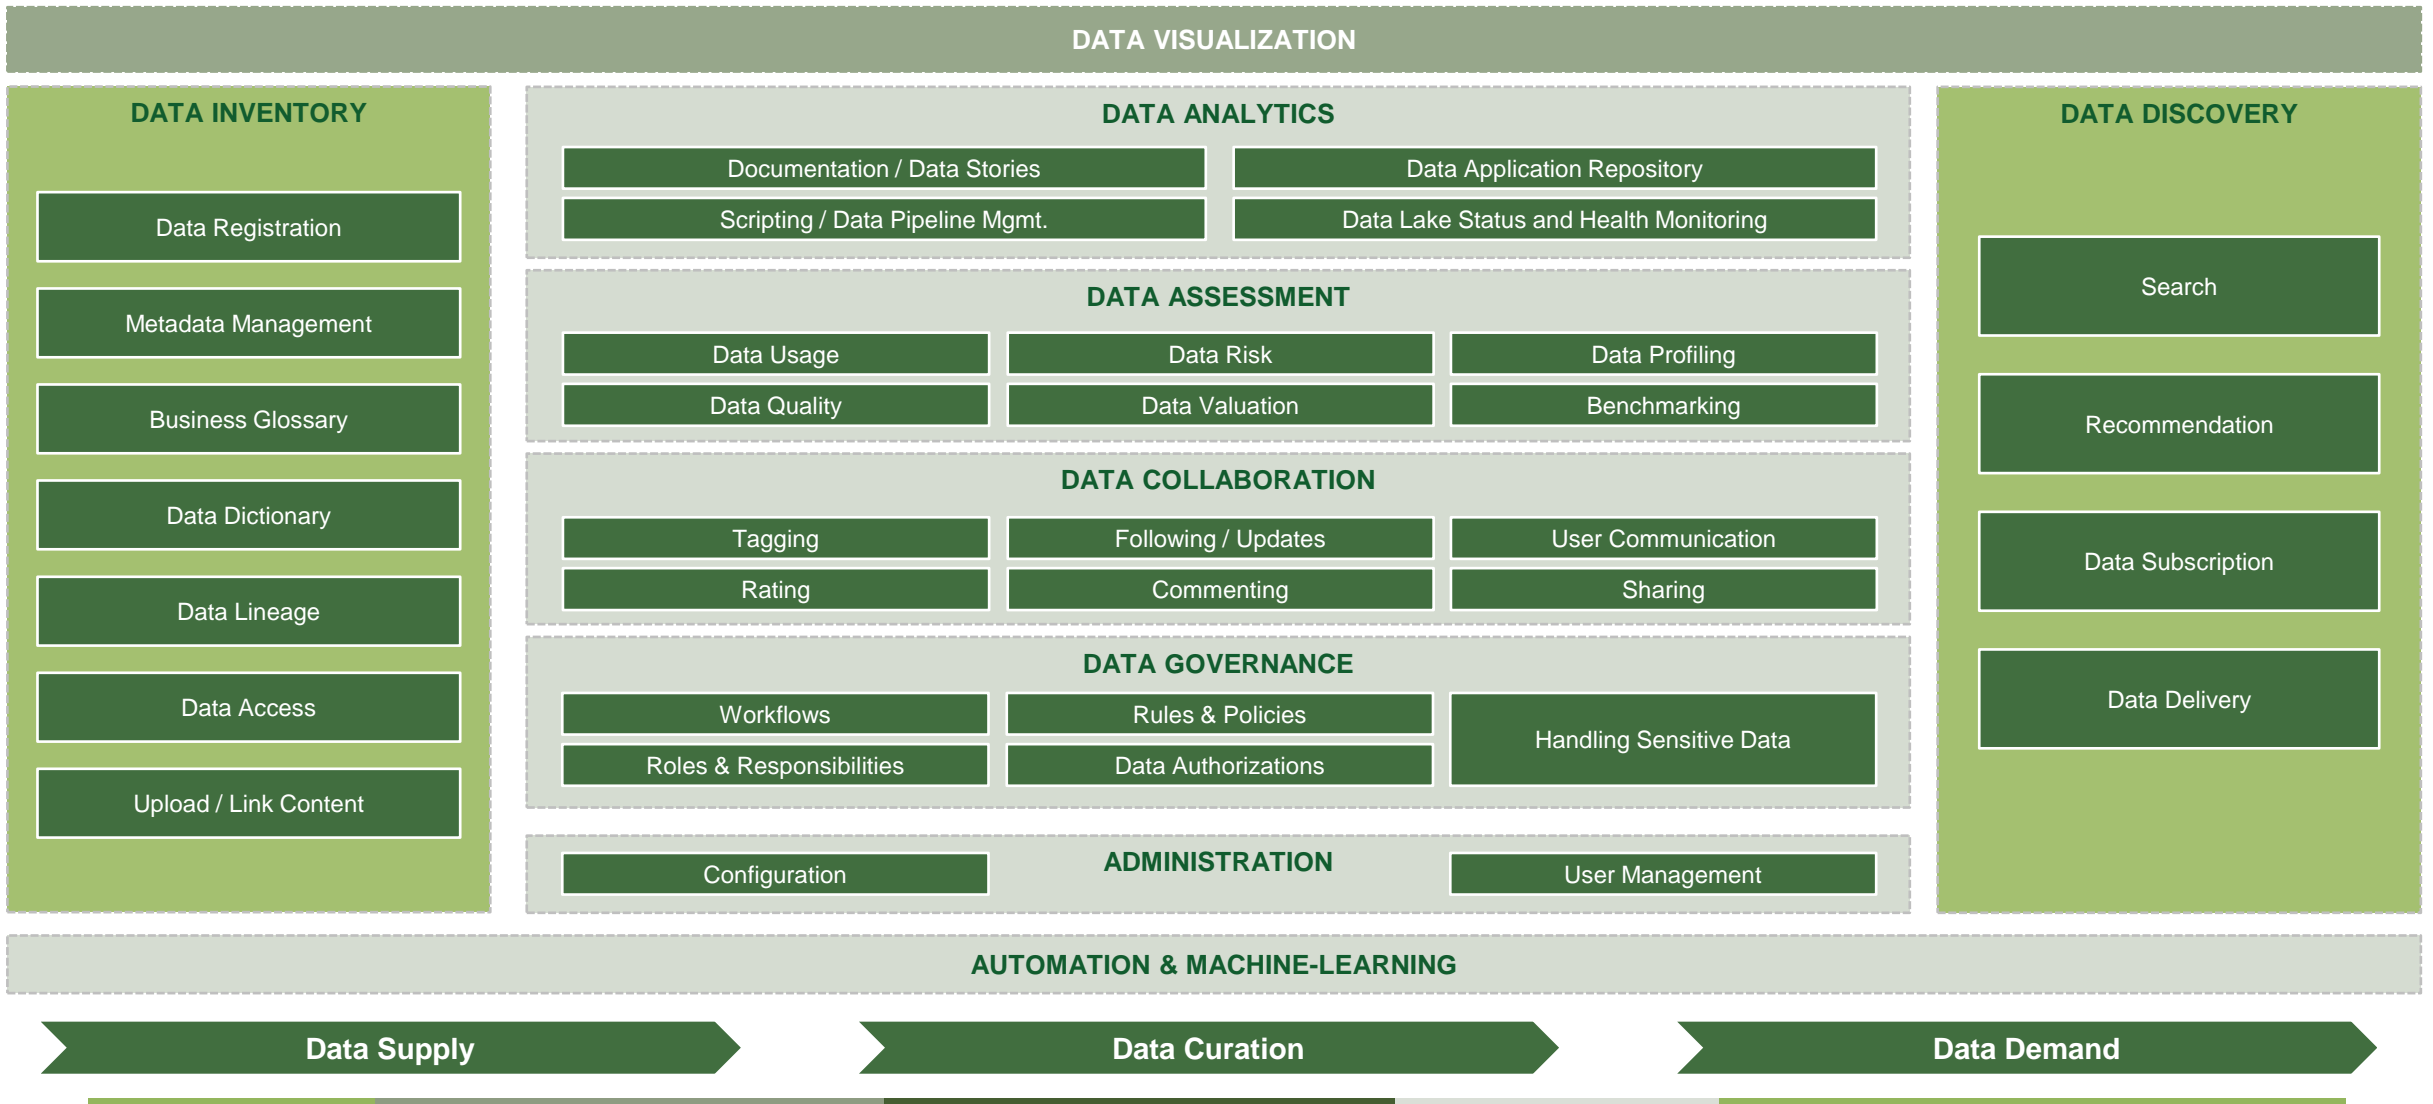 DATA VISUALIZATION
DATA INVENTORY
Data Registration
Metadata Management
Business Glossary
Data Dictionary
Data Lineage
Data Access
Upload / Link Content
DATA ANALYTICS
Documentation / Data Stories
Data Application Repository
Scripting / Data Pipeline Mgmt.
Data Lake Status and Health Monitoring
DATA ASSESSMENT
Data Usage
Data Risk
Data Profiling
Data Quality
Data Valuation
Benchmarking
DATA COLLABORATION
Tagging
Following / Updates
User Communication
Rating
Commenting
Sharing
DATA GOVERNANCE
Workflows
Rules & Policies
Handling Sensitive Data
Roles & Responsibilities
Data Authorizations
ADMINISTRATION
Configuration
User Management
DATA DISCOVERY
Search
Recommendation
Data Subscription
Data Delivery
AUTOMATION & MACHINE-LEARNING
Data Supply
Data Curation
Data Demand